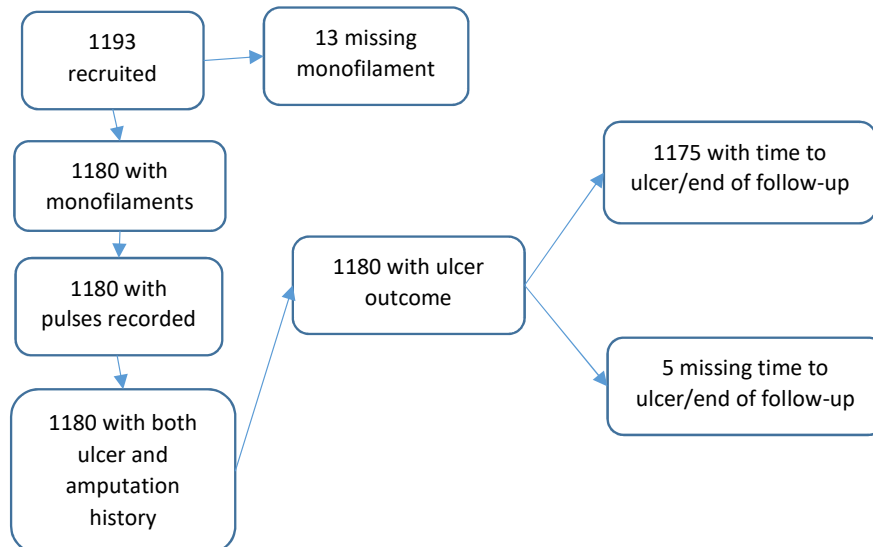 1193
recruited
13 missing
monofilament
1180 with
monofilaments
1180 with
pulses recorded
1180 with both
ulcer and
amputation
history
1180 with ulcer
outcome
1175 with time to
ulcer/end of follow-up
5 missing time to
ulcer/end of follow-up